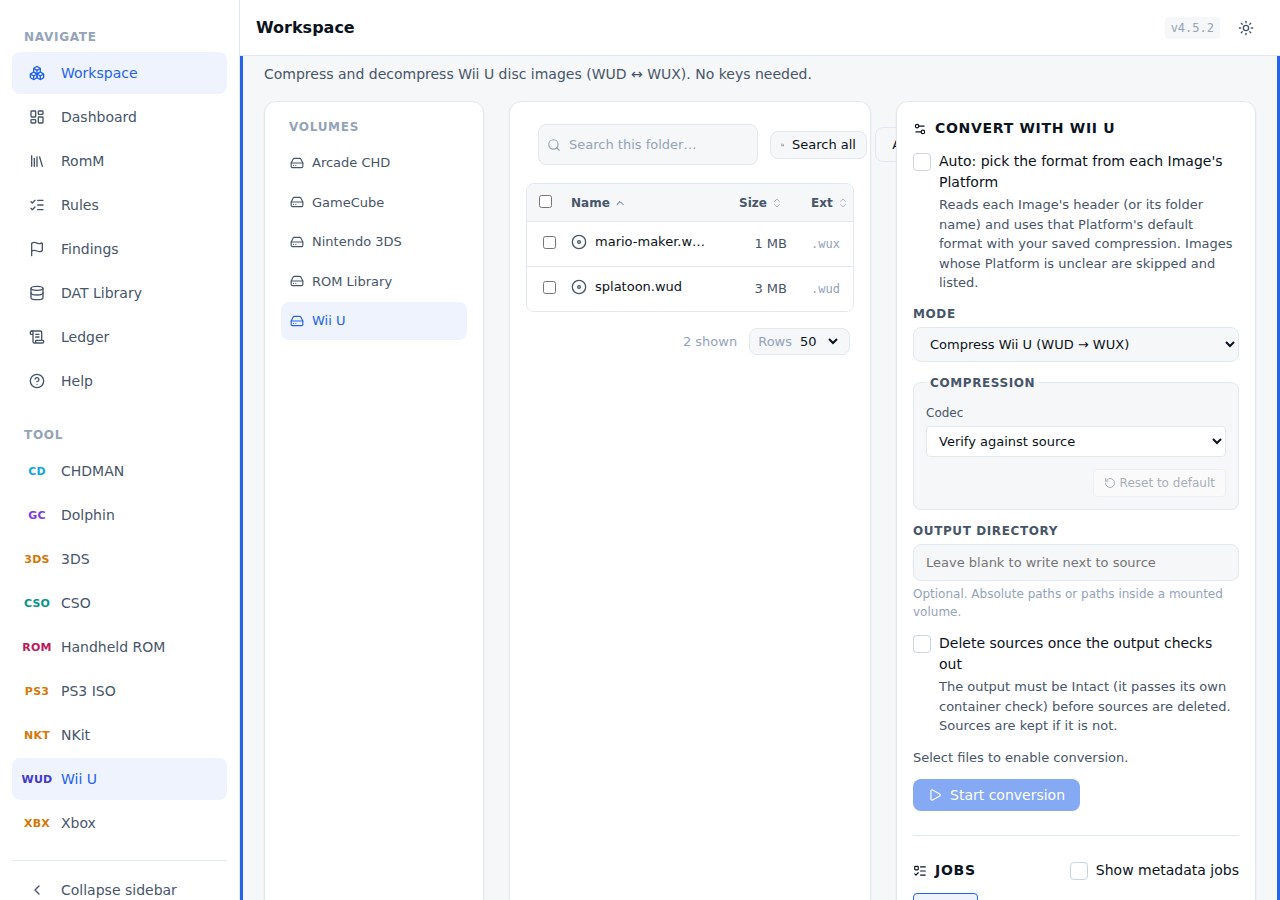 NAVIGATE
Workspace
Dashboard
RomM
Rules
Findings
DAT Library
Ledger
Help
TOOL
CD CHDMAN
GC Dolphin
3DS 3DS
CSO CSO
ROM Handheld ROM
PS3 PS3 ISO
NKT NKit
WUD Wii U
XBX Xbox
Collapse sidebar
Workspace
v4.5.2
Compress and decompress Wii U disc images (WUD ↔ WUX). No keys needed.
VOLUMES
Arcade CHD
GameCube
Nintendo 3DS
ROM Library
Wii U
Search this folder…
Search all
Name Size Ext
mario-maker.w… 1 MB .wux
splatoon.wud 3 MB .wud
2 shown Rows 50
CONVERT WITH WII U
Auto: pick the format from each Image's
Platform
Reads each Image's header (or its folder
name) and uses that Platform's default
format with your saved compression. Images
whose Platform is unclear are skipped and
listed.
MODE
Compress Wii U (WUD → WUX)
COMPRESSION
Codec
Verify against source
Reset to default
OUTPUT DIRECTORY
Leave blank to write next to source
Optional. Absolute paths or paths inside a mounted
volume.
Delete sources once the output checks
out
The output must be Intact (it passes its own
container check) before sources are deleted.
Sources are kept if it is not.
Select files to enable conversion.
Start conversion
JOBS
Show metadata jobs